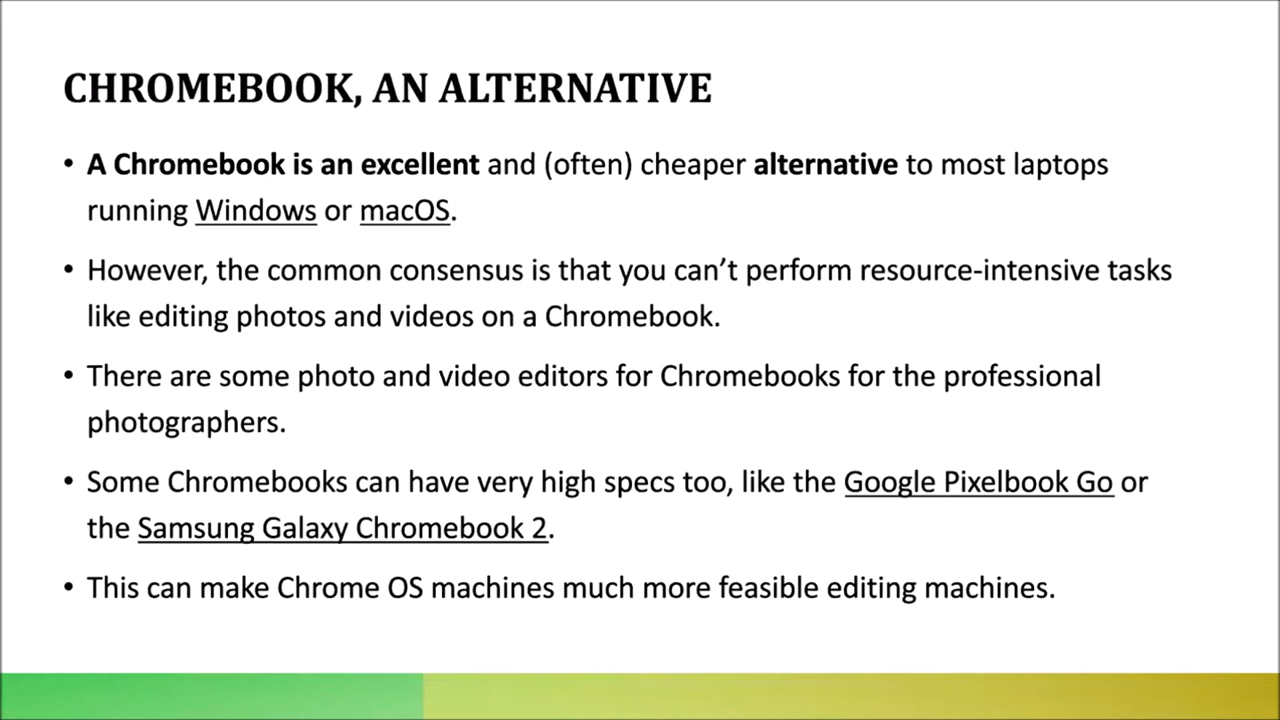 CHROMEBOOK, AN ALTERNATIVE
• A Chromebook is an excellent and (often) cheaper alternative to most laptops
running Windows or macOS.
• However, the common consensus is that you can’t perform resource-intensive tasks
like editing photos and videos on a Chromebook.
• There are some photo and video editors for Chromebooks for the professional
photographers.
• Some Chromebooks can have very high specs too, like the Google Pixelbook Go or
the Samsung Galaxy Chromebook 2.
• This can make Chrome OS machines much more feasible editing machines.